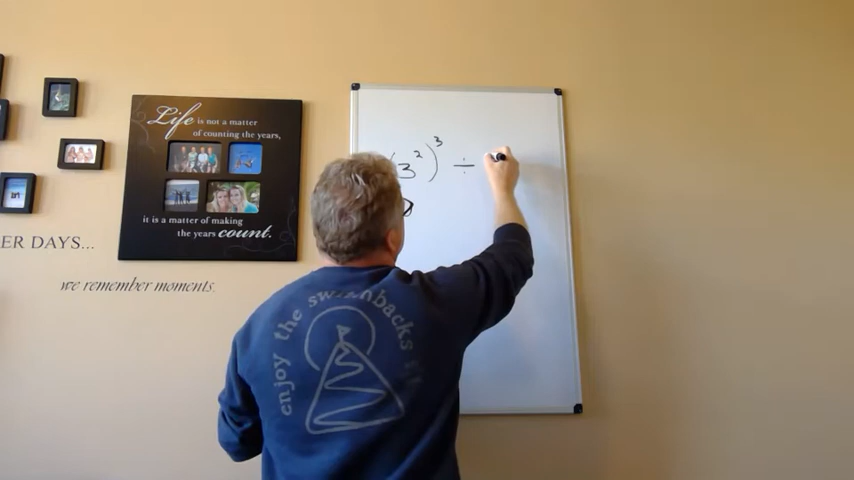 Life is not a matter
of counting the years,
it is a matter of making
the years count.
ER DAYS...
we remember moments.
(3²)³ ÷
enjoy the switchbacks